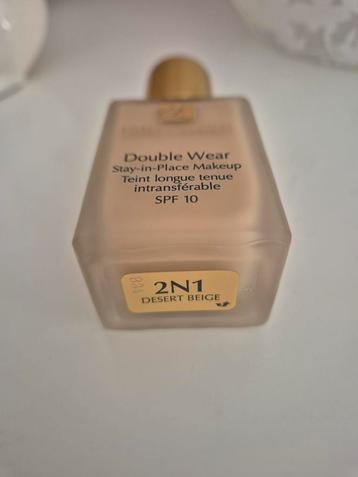 Double Wear
Stay-in-Place Makeup
Teint longue tenue
intransférable
SPF 10
2N1
DESERT BEIGE